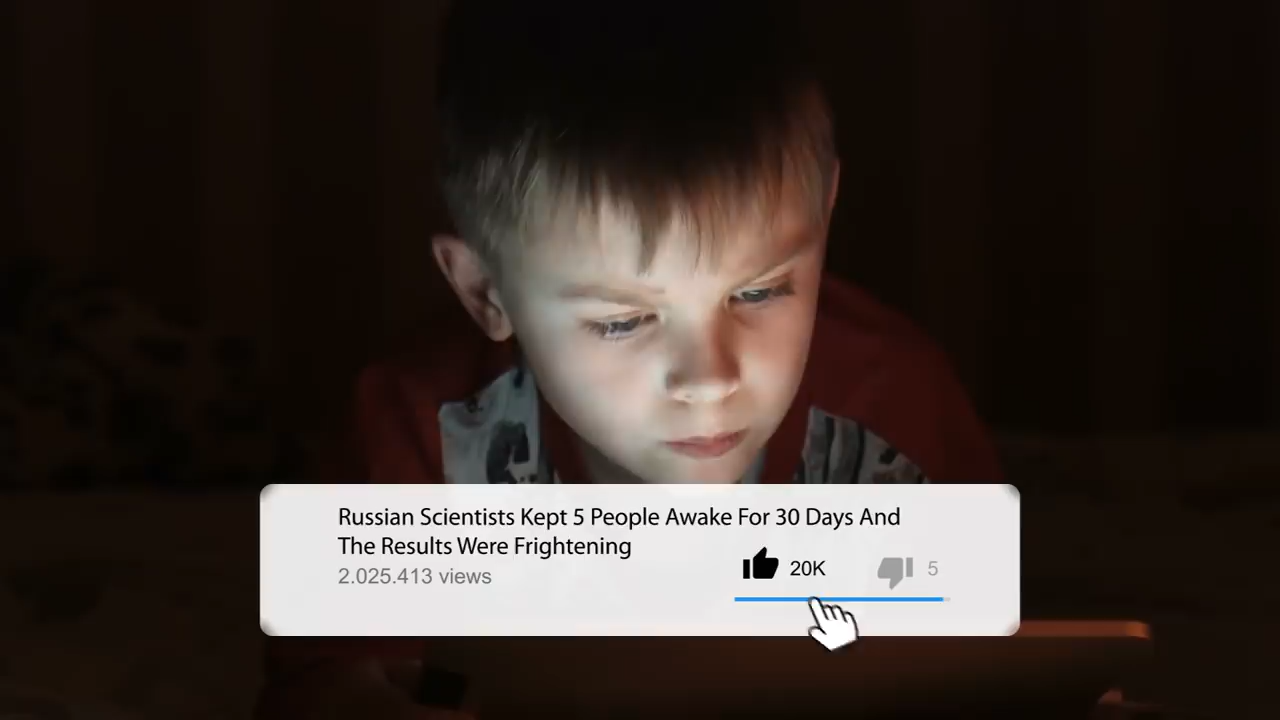 Russian Scientists Kept 5 People Awake For 30 Days And
The Results Were Frightening
2.025.413 views
20K
5